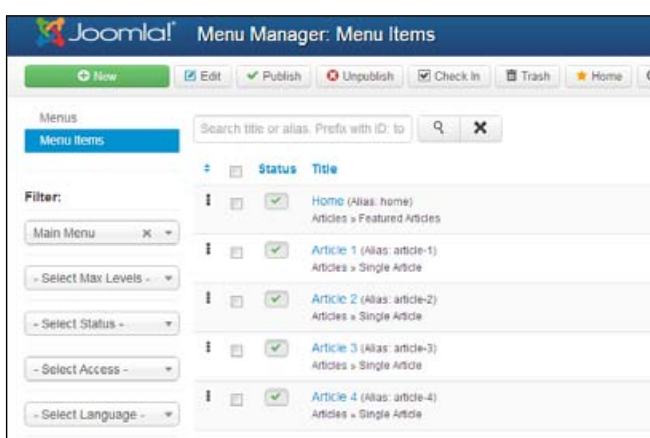 Joomla!® Menu Manager: Menu Items
New Edit Publish Unpublish Check In Trash Home
Menus
Menu Items
Search title or alias. Prefix with ID: to
Status Title
Filter:
Main Menu
- Select Max Levels -
- Select Status -
- Select Access -
- Select Language -
Home (Alias: home)
Articles » Featured Articles
Article 1 (Alias: article-1)
Articles » Single Article
Article 2 (Alias: article-2)
Articles » Single Article
Article 3 (Alias: article-3)
Articles » Single Article
Article 4 (Alias: article-4)
Articles » Single Article